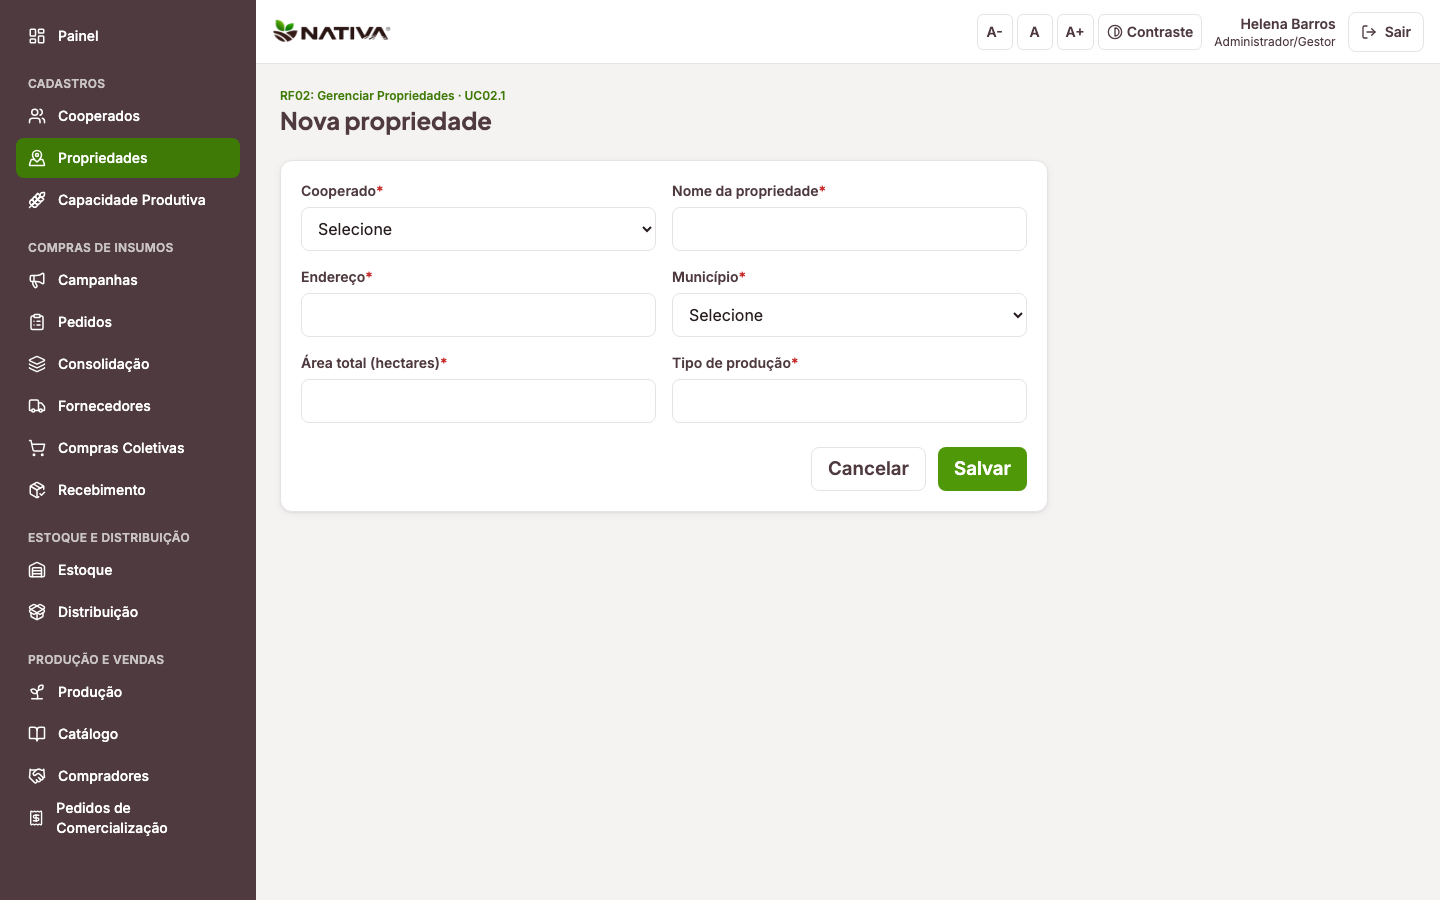 Painel
CADASTROS
Cooperados
Propriedades
Capacidade Produtiva
COMPRAS DE INSUMOS
Campanhas
Pedidos
Consolidação
Fornecedores
Compras Coletivas
Recebimento
ESTOQUE E DISTRIBUIÇÃO
Estoque
Distribuição
PRODUÇÃO E VENDAS
Produção
Catálogo
Compradores
Pedidos de
Comercialização
NATIVA
A-
A
A+
Contraste
Helena Barros
Administrador/Gestor
Sair
RF02: Gerenciar Propriedades · UC02.1
Nova propriedade
Cooperado*
Nome da propriedade*
Selecione
Endereço*
Município*
Selecione
Área total (hectares)*
Tipo de produção*
Cancelar
Salvar